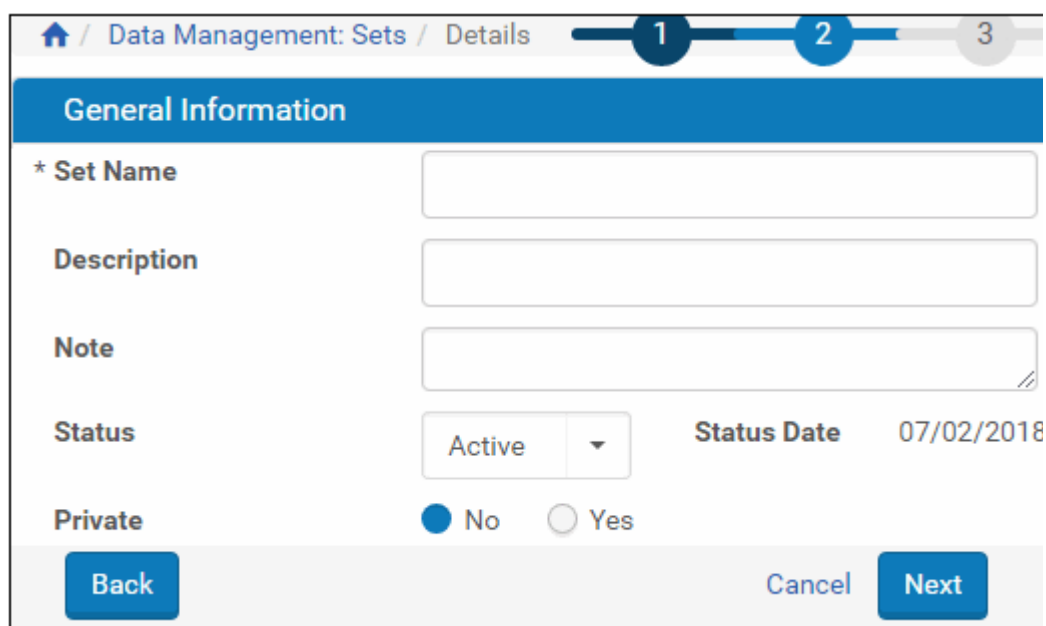 / Data Management: Sets / Details 1 2 3
General Information
* Set Name
Description
Note
Status Active Status Date 07/02/2018
Private No Yes
Back Cancel Next